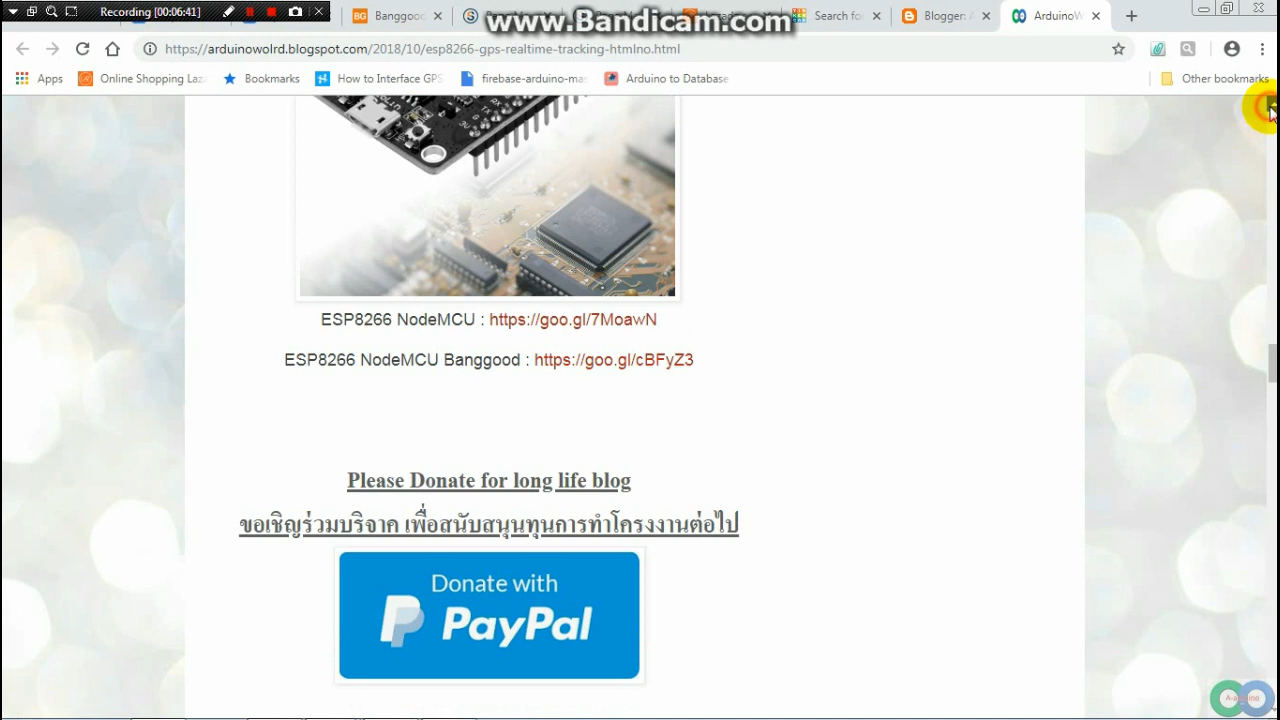 Recording [00:06:41]
www.Bandicam.com
Banggood
Search fo
Blogger: A
ArduinoW
https://arduinowolrd.blogspot.com/2018/10/esp8266-gps-realtime-tracking-htmlno.html
Apps
Online Shopping Laz
Bookmarks
How to Interface GPS
firebase-arduino-mas
Arduino to Database
Other bookmarks
ESP8266 NodeMCU : https://goo.gl/7MoawN
ESP8266 NodeMCU Banggood : https://goo.gl/cBFyZ3
Please Donate for long life blog
ขอเชิญร่วมบริจาค เพื่อสนับสนุนทุนการทำโครงงานต่อไป
Donate with
PayPal